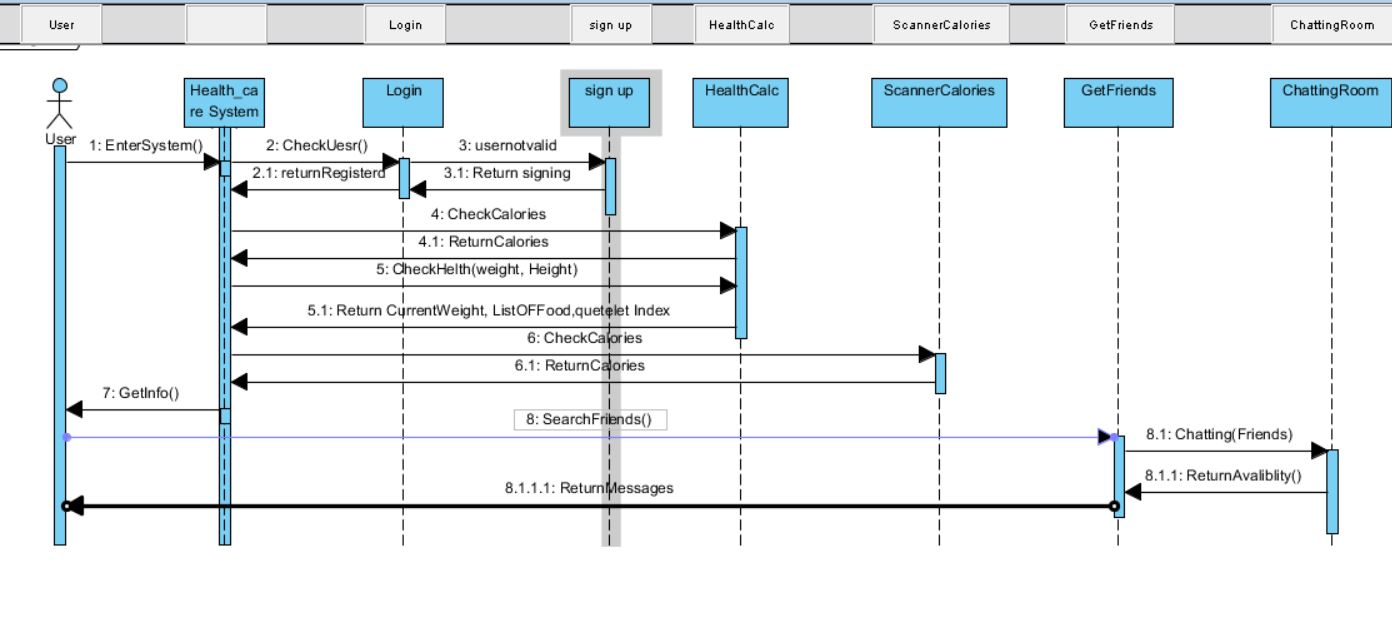 User
Login
sign up
HealthCalc
ScannerCalories
GetFriends
ChattingRoom
Health_ca
re System
Login
sign up
HealthCalc
ScannerCalories
GetFriends
ChattingRoom
User
1: EnterSystem()
2: CheckUesr()
3: usernotvalid
2.1: returnRegisterd
3.1: Return signing
4: CheckCalories
4.1: ReturnCalories
5: CheckHelth(weight, Height)
5.1: Return CurrentWeight, ListOFFood,quetelet Index
6: CheckCalories
6.1: ReturnCalories
7: GetInfo()
8: SearchFriends()
8.1: Chatting(Friends)
8.1.1: ReturnAvaliblity()
8.1.1.1: ReturnMessages